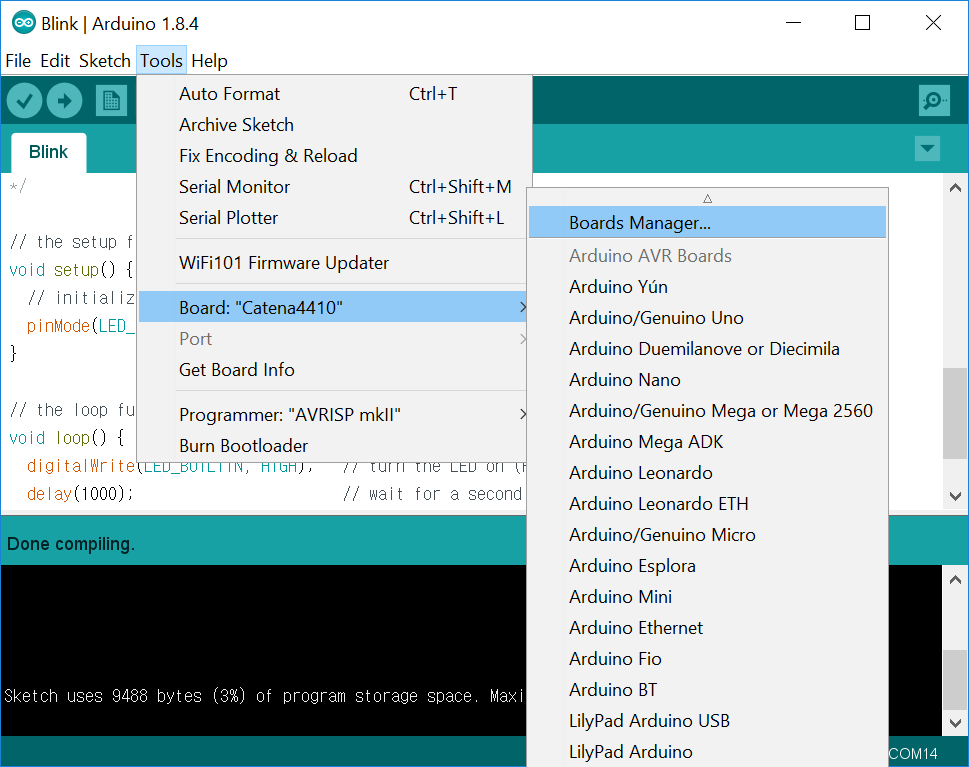 Blink | Arduino 1.8.4
File Edit Sketch Tools Help
Auto Format Ctrl+T
Archive Sketch
Fix Encoding & Reload
Serial Monitor Ctrl+Shift+M
Serial Plotter Ctrl+Shift+L
WiFi101 Firmware Updater
Board: "Catena4410"
Port
Get Board Info
Programmer: "AVRISP mkII"
Burn Bootloader
Boards Manager...
Arduino AVR Boards
Arduino Yún
Arduino/Genuino Uno
Arduino Duemilanove or Diecimila
Arduino Nano
Arduino/Genuino Mega or Mega 2560
Arduino Mega ADK
Arduino Leonardo
Arduino Leonardo ETH
Arduino/Genuino Micro
Arduino Esplora
Arduino Mini
Arduino Ethernet
Arduino Fio
Arduino BT
LilyPad Arduino USB
LilyPad Arduino
Blink
*/
// the setup f
void setup() {
// initializ
pinMode(LED_
}
// the loop fu
void loop() {
digitalWrite(LED_BUILTIN, HIGH); // turn the LED on (H
delay(1000); // wait for a second
Done compiling.
Sketch uses 9488 bytes (3%) of program storage space. Maxi
COM14